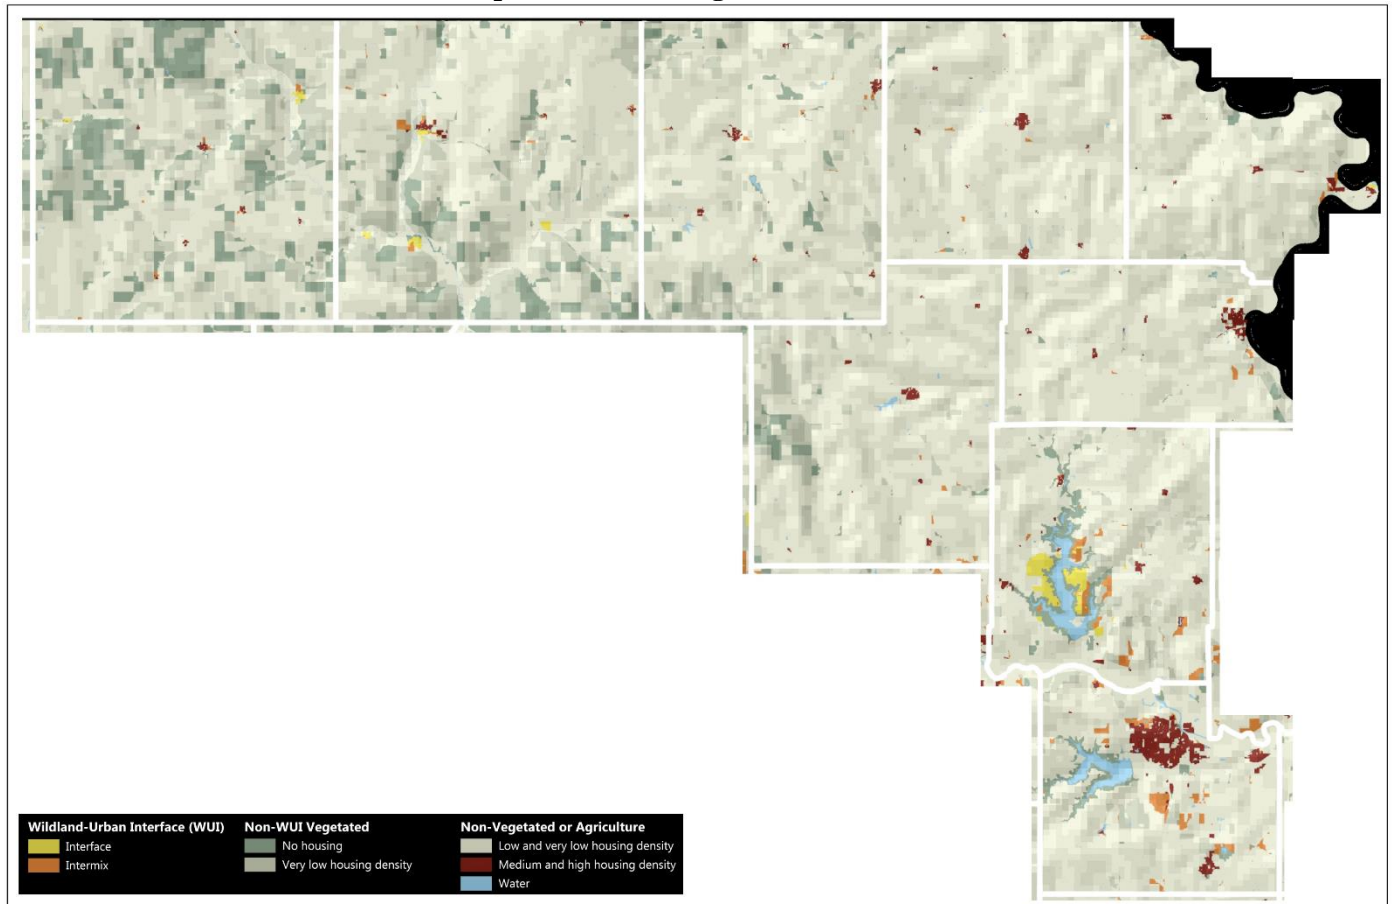 Wildland-Urban Interface (WUI)
Interface
Intermix
Non-WUI Vegetated
No housing
Very low housing density
Non-Vegetated or Agriculture
Low and very low housing density
Medium and high housing density
Water